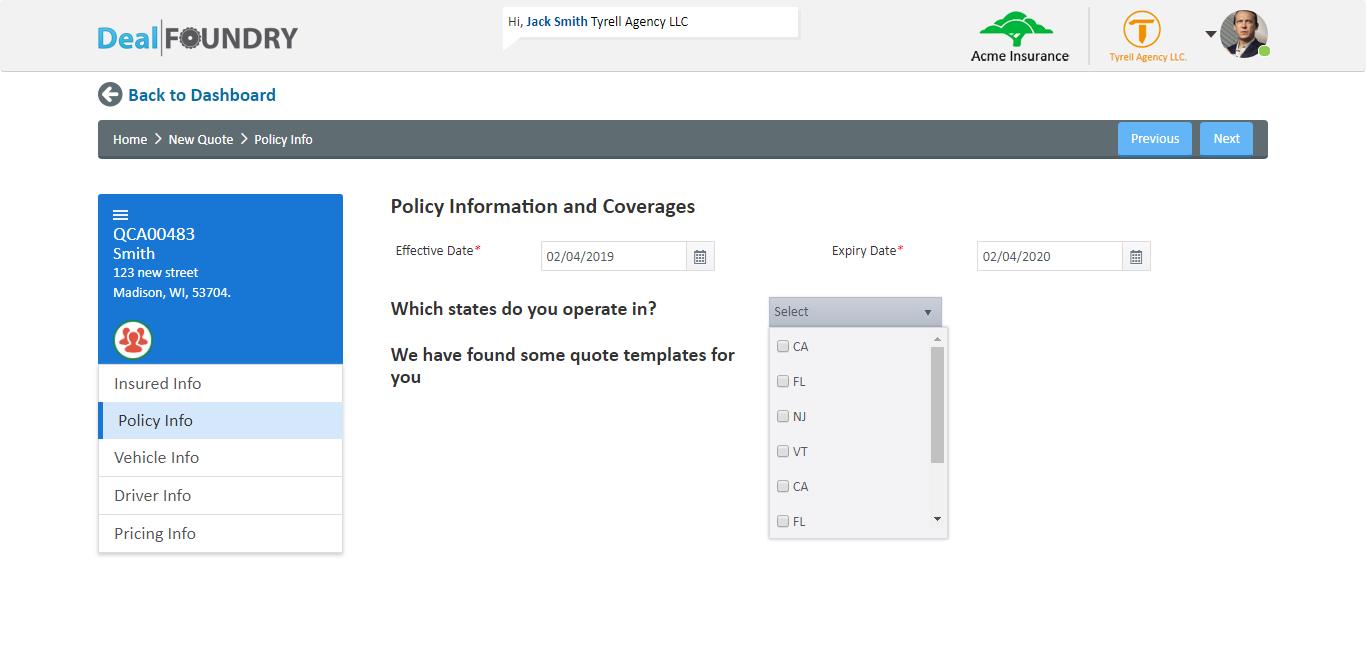 Deal FOUNDRY
Hi, Jack Smith Tyrell Agency LLC
Acme Insurance
T
Tyrell Agency LLC.
Back to Dashboard
Home > New Quote > Policy Info
Previous
Next
QCA00483
Smith
123 new street
Madison, WI, 53704.
Insured Info
Policy Info
Vehicle Info
Driver Info
Pricing Info
Policy Information and Coverages
Effective Date*
02/04/2019
Expiry Date*
02/04/2020
Which states do you operate in?
Select
CA
FL
NJ
VT
CA
FL
We have found some quote templates for
you